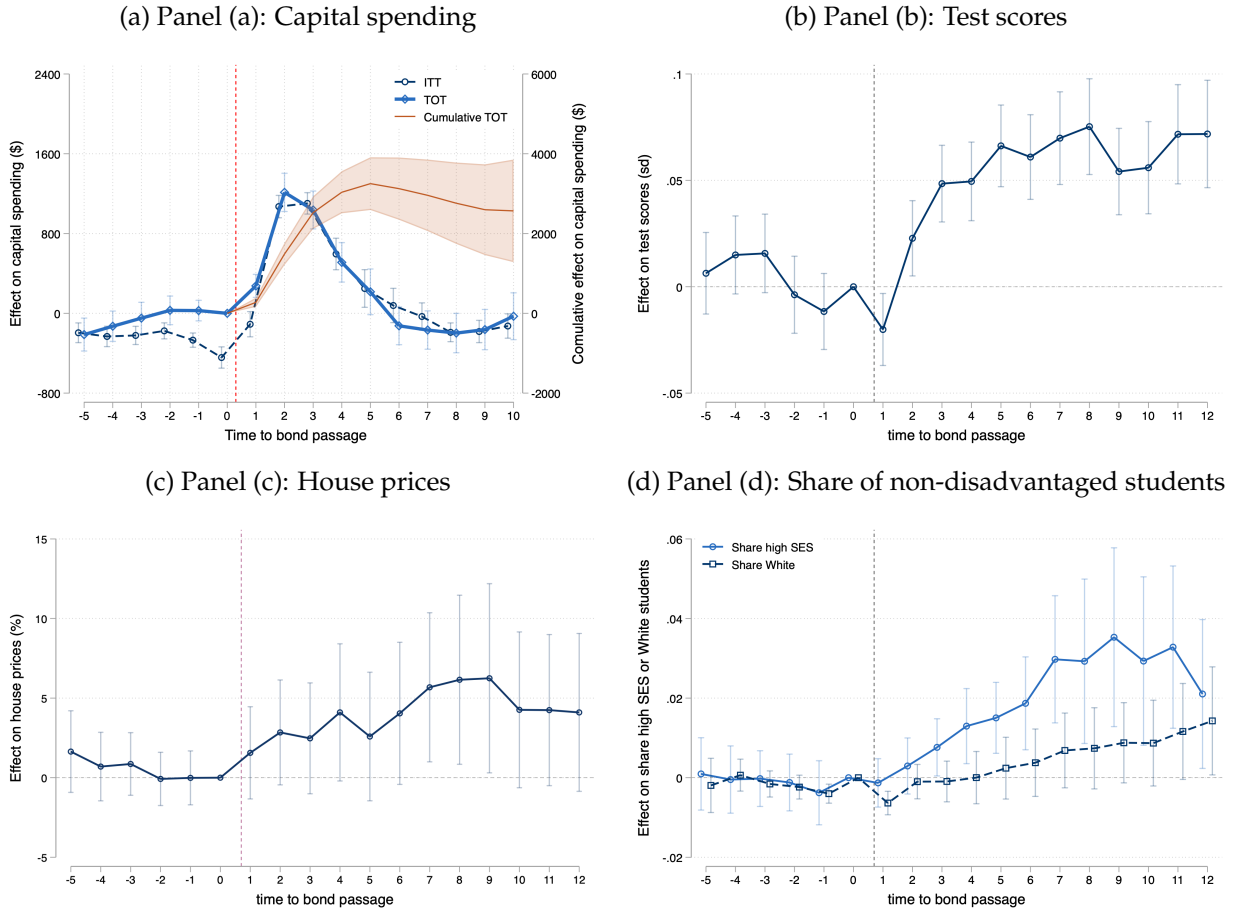 (a) Panel (a): Capital spending
2400
1600
800
0
-800
Effect on capital spending ($)
ITT
TOT
Cumulative TOT
6000
4000
2000
0
-2000
Cumulative effect on capital spending ($)
-5 -4 -3 -2 -1 0 1 2 3 4 5 6 7 8 9 10
Time to bond passage
(b) Panel (b): Test scores
.1
.05
0
-.05
Effect on test scores (sd)
-5 -4 -3 -2 -1 0 1 2 3 4 5 6 7 8 9 10 11 12
time to bond passage
(c) Panel (c): House prices
15
10
5
0
-5
Effect on house prices (%)
-5 -4 -3 -2 -1 0 1 2 3 4 5 6 7 8 9 10 11 12
time to bond passage
(d) Panel (d): Share of non-disadvantaged students
.06
.04
.02
0
-.02
Effect on share high SES or White students
Share high SES
Share White
-5 -4 -3 -2 -1 0 1 2 3 4 5 6 7 8 9 10 11 12
time to bond passage